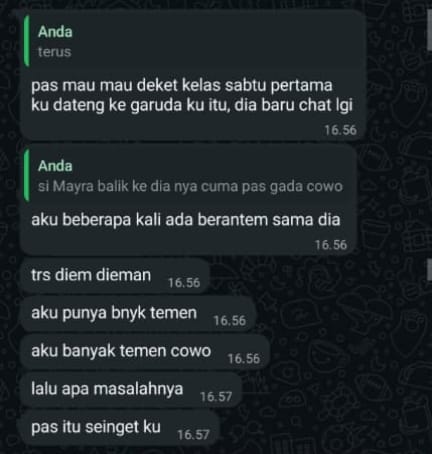 Anda
terus
pas mau mau deket kelas sabtu pertama
ku dateng ke garuda ku itu, dia baru chat lgi
16.56
Anda
si Mayra balik ke dia nya cuma pas gada cowo
aku beberapa kali ada berantem sama dia
16.56
trs diem dieman 16.56
aku punya bnyk temen 16.56
aku banyak temen cowo 16.56
lalu apa masalahnya 16.57
pas itu seinget ku 16.57